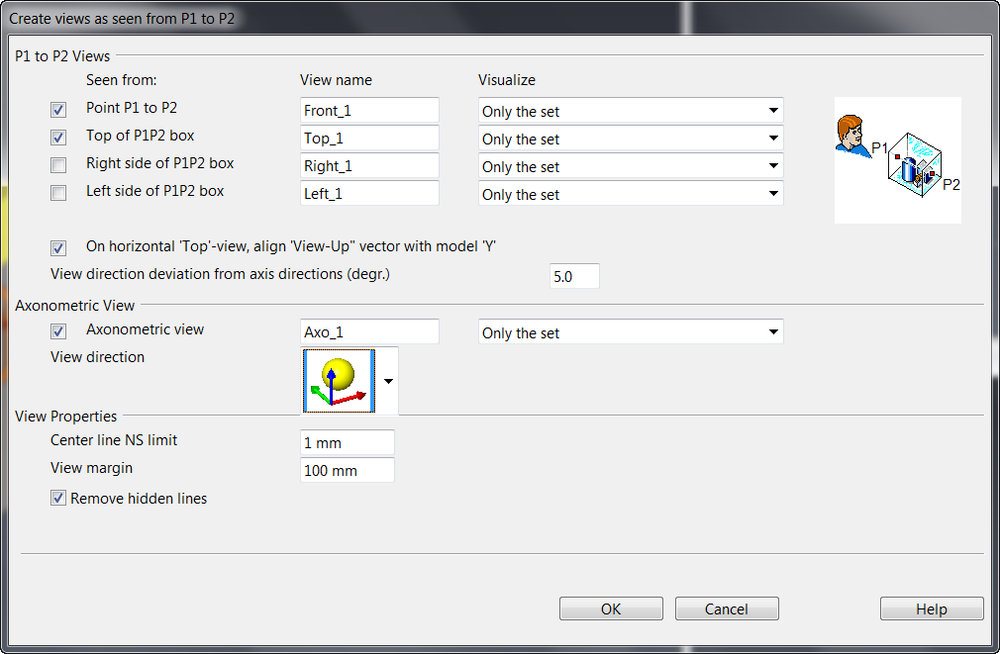 Create views as seen from P1 to P2
P1 to P2 Views
Seen from: View name Visualize
Point P1 to P2 Front_1 Only the set
Top of P1P2 box Top_1 Only the set
Right side of P1P2 box Right_1 Only the set
Left side of P1P2 box Left_1 Only the set
P1
P2
On horizontal 'Top'-view, align 'View-Up" vector with model 'Y'
View direction deviation from axis directions (degr.) 5.0
Axonometric View
Axonometric view Axo_1 Only the set
View direction
View Properties
Center line NS limit 1 mm
View margin 100 mm
Remove hidden lines
OK Cancel Help